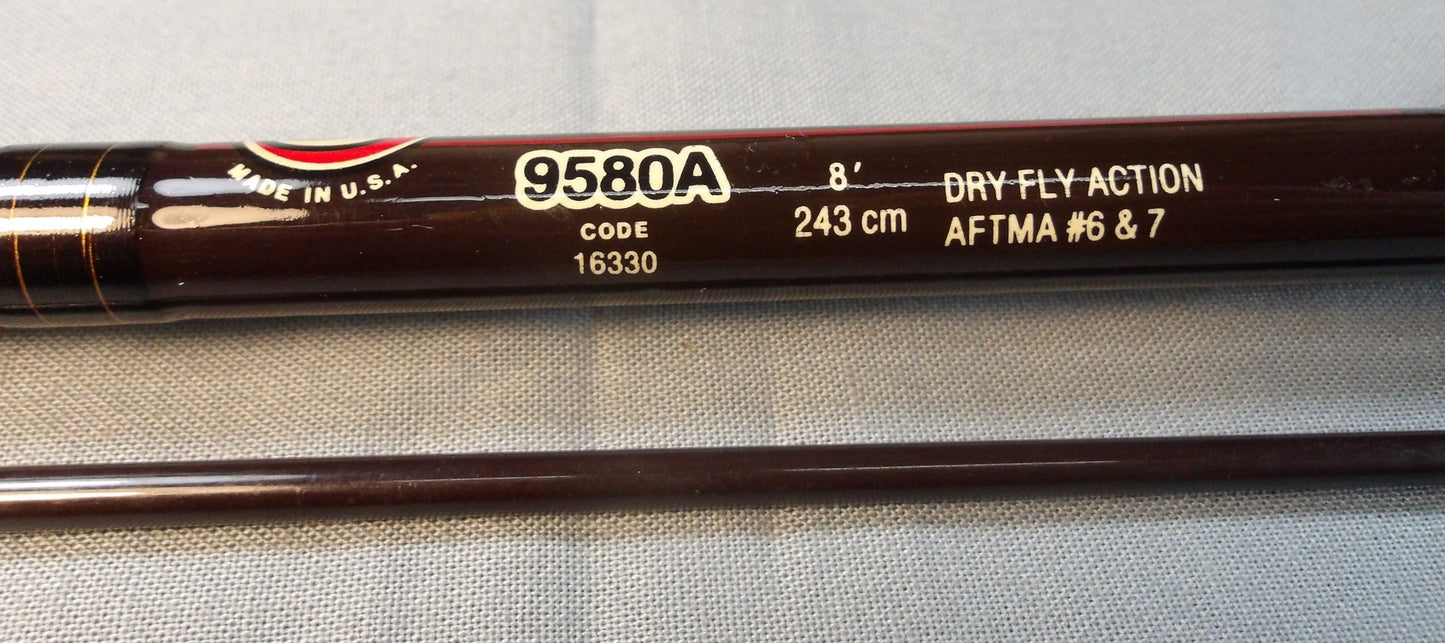 MADE IN U.S.A.
9580A
CODE
16330
8'
243 cm
DRY FLY ACTION
AFTMA #6 & 7